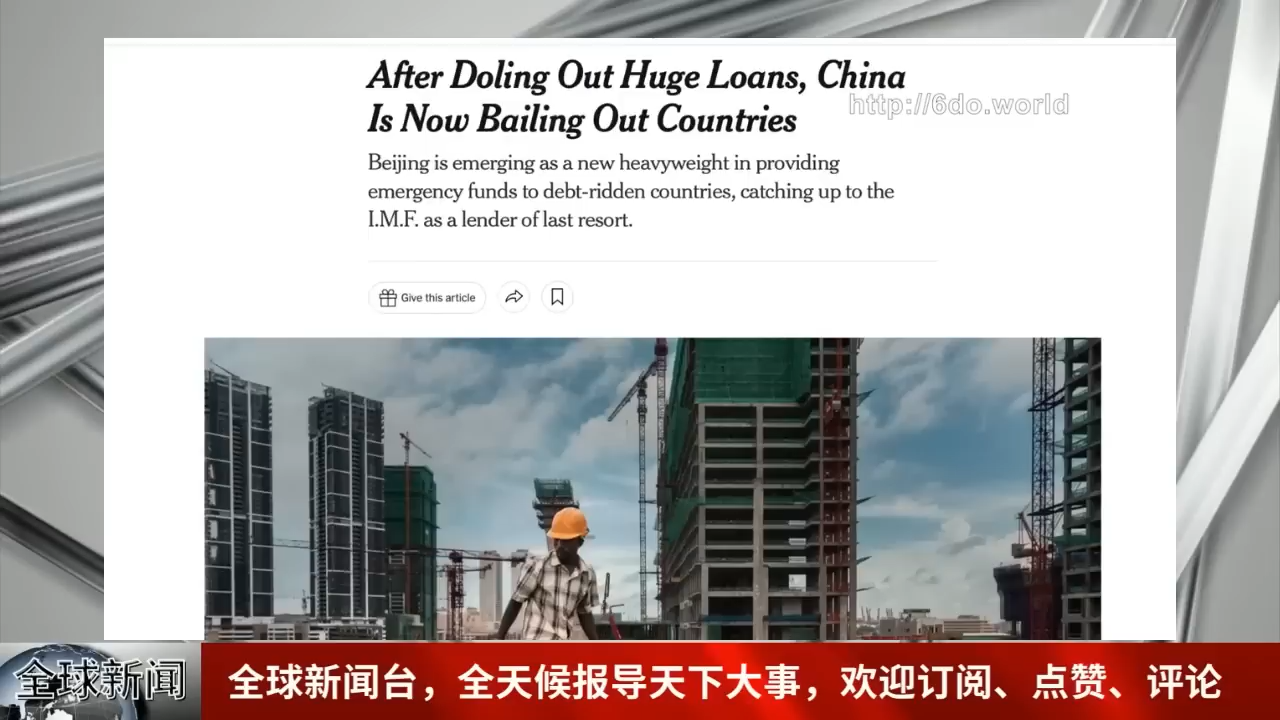 After Doling Out Huge Loans, China
http://6do.world
Is Now Bailing Out Countries
Beijing is emerging as a new heavyweight in providing
emergency funds to debt-ridden countries, catching up to the
I.M.F. as a lender of last resort.
Give this article
全球新闻
全球新闻台，全天候报导天下大事，欢迎订阅、点赞、评论